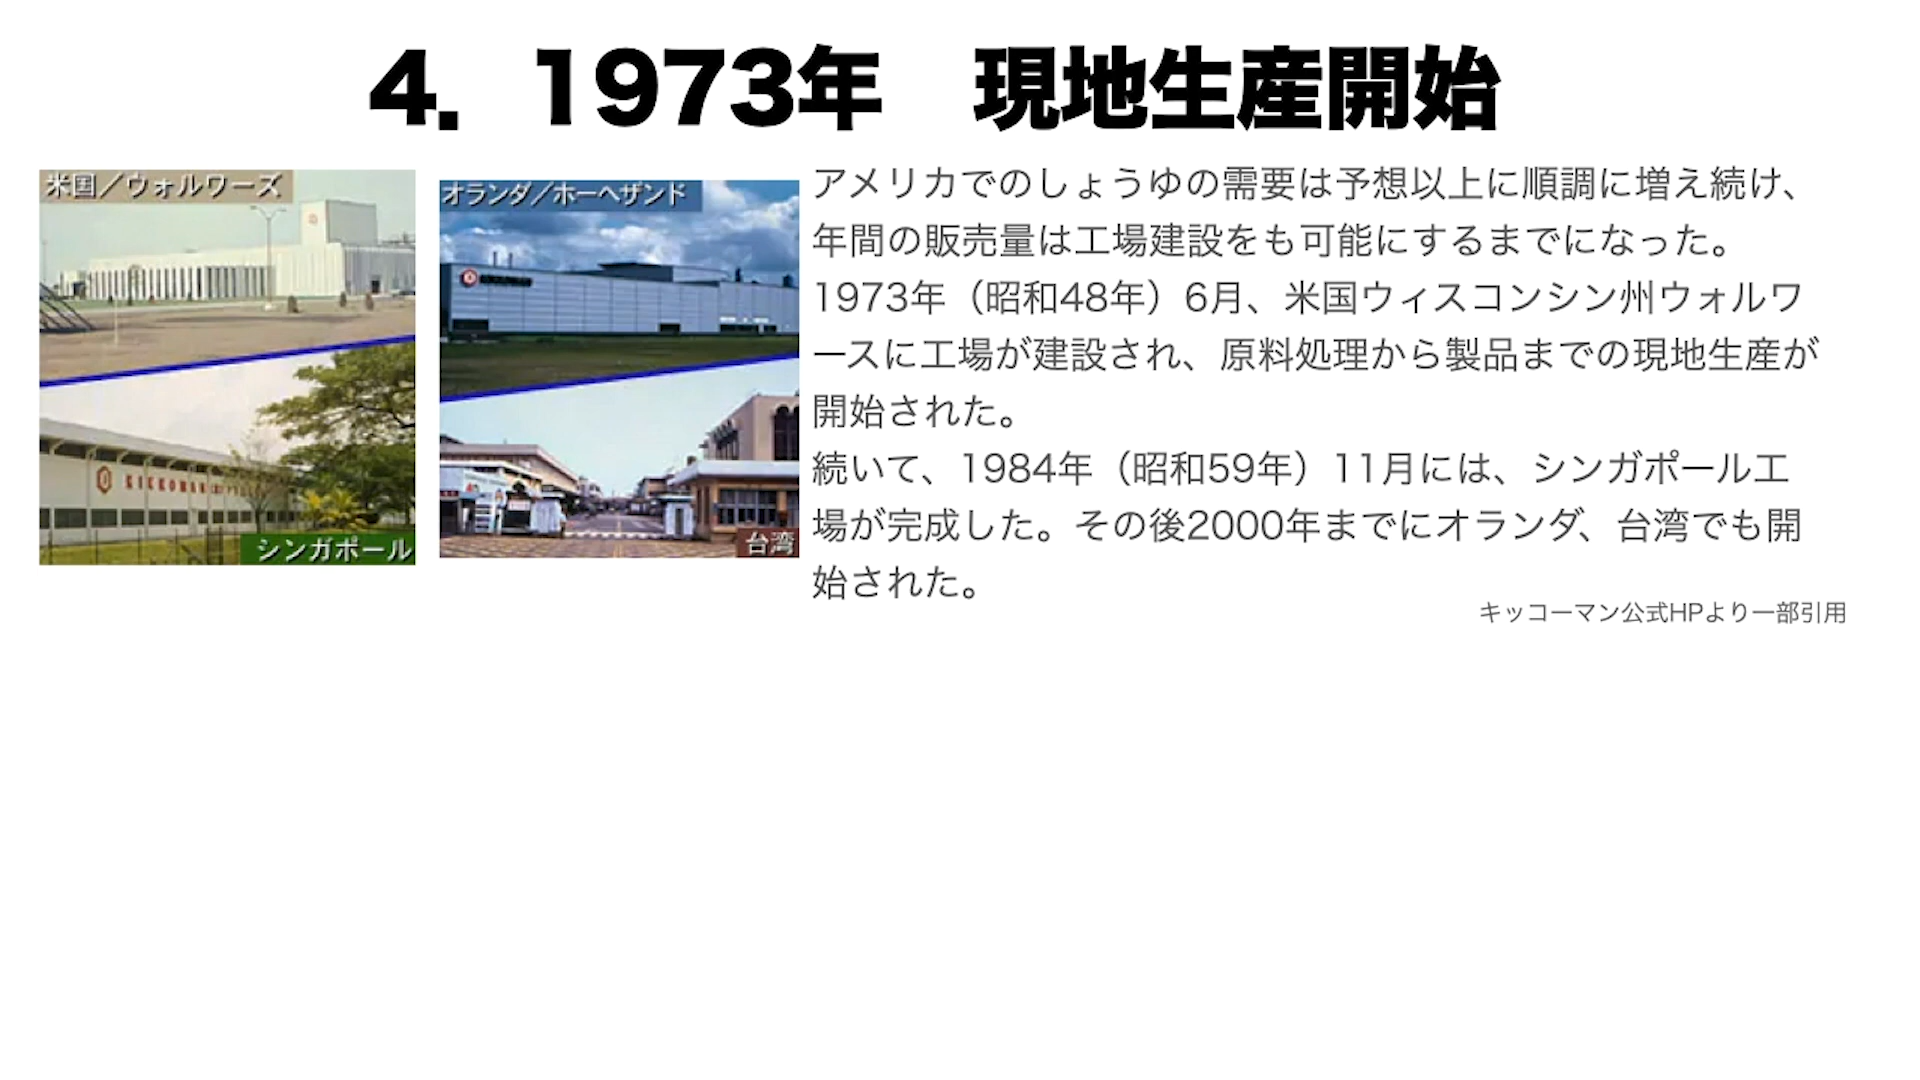 4．1973年　現地生産開始
米国／ウォルワーズ
オランダ／ホーヘザンド
KIKKOMAN
KIKKOMAN
シンガポール
台湾
アメリカでのしょうゆの需要は予想以上に順調に増え続け、
年間の販売量は工場建設をも可能にするまでになった。
1973年（昭和48年）6月、米国ウィスコンシン州ウォルワ
ースに工場が建設され、原料処理から製品までの現地生産が
開始された。
続いて、1984年（昭和59年）11月には、シンガポール工
場が完成した。その後2000年までにオランダ、台湾でも開
始された。
キッコーマン公式HPより一部引用